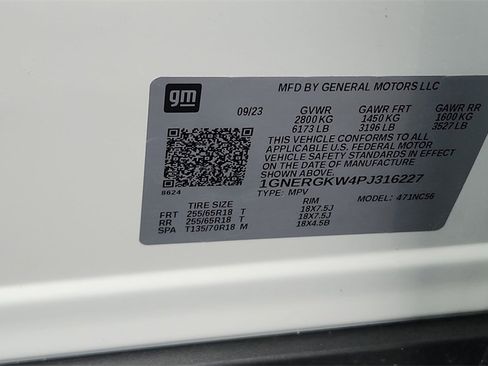 gm
MFD BY GENERAL MOTORS LLC
09/23 GVWR GAWR FRT GAWR RR
2800 KG 1450 KG 1600 KG
6173 LB 3196 LB 3527 LB
THIS VEHICLE CONFORMS TO ALL
APPLICABLE U.S. FEDERAL MOTOR
VEHICLE SAFETY STANDARDS IN
EFFECT ON THE DATE OF MANUFACTURE
SHOWN ABOVE.
1GNERGKW4PJ316227
TYPE: MPV MODEL: 471NC56
8624
TIRE SIZE RIM
FRT 255/65R18 T 18X7.5J
RR 255/65R18 T 18X7.5J
SPA T135/70R18 M 18X4.5B